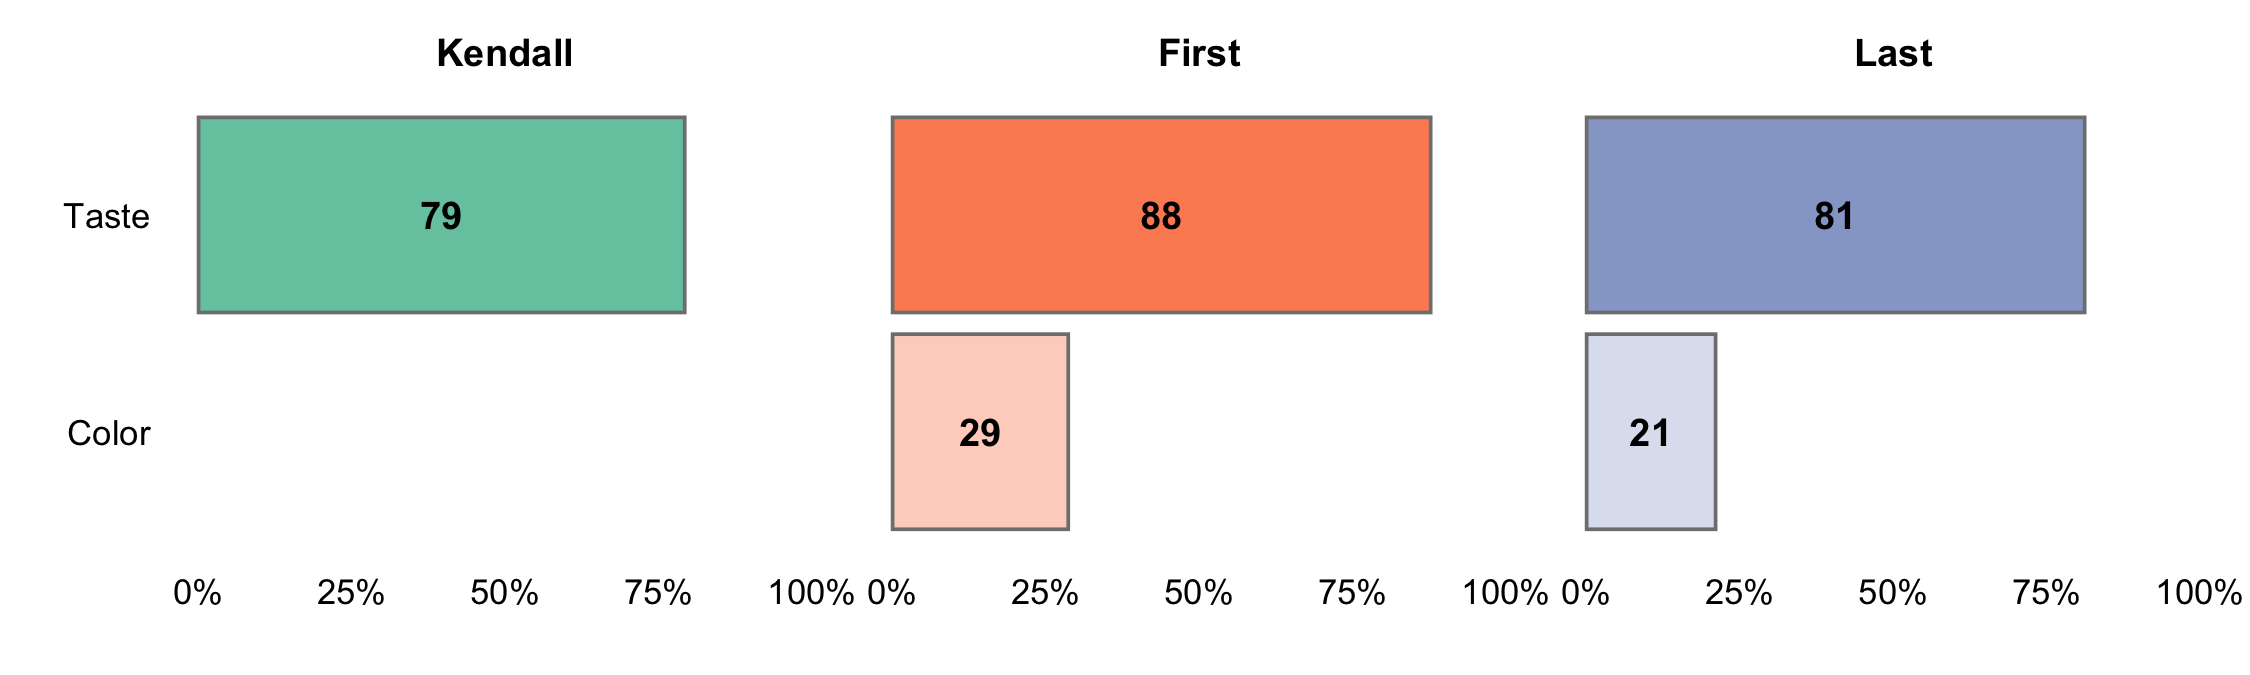 Kendall First Last
Taste 79 88 81
Color 29 21
0% 25% 50% 75% 100% 0% 25% 50% 75% 100% 0% 25% 50% 75% 100%